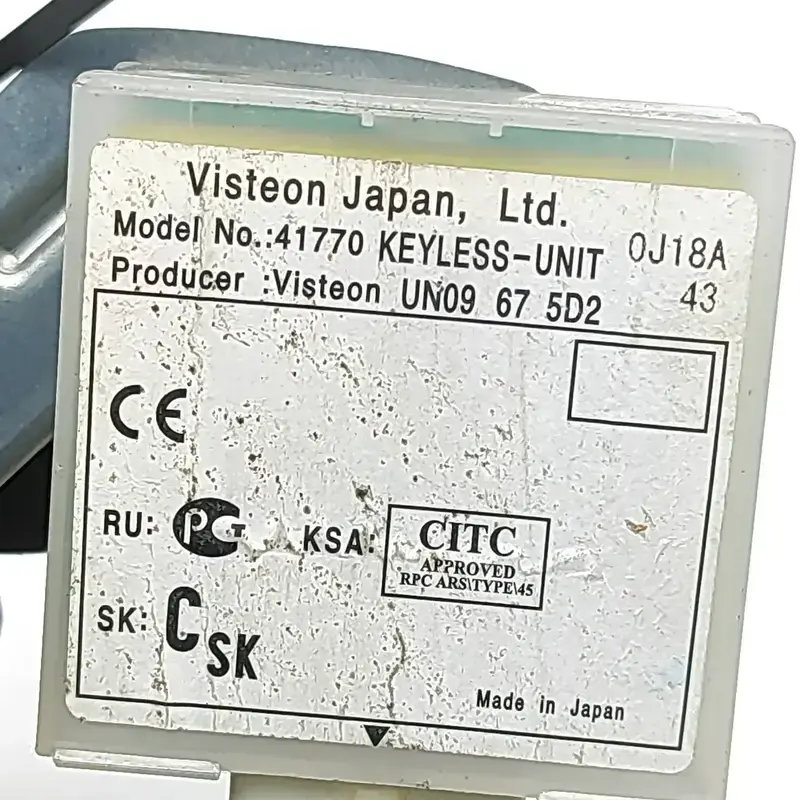 Visteon Japan, Ltd.
Model No.:41770 KEYLESS-UNIT 0J18A
Producer :Visteon UN09 67 5D2 43
CE
RU: PCT KSA: CITC
APPROVED
RPC ARS\TYPE\45
SK: CSK
Made in Japan